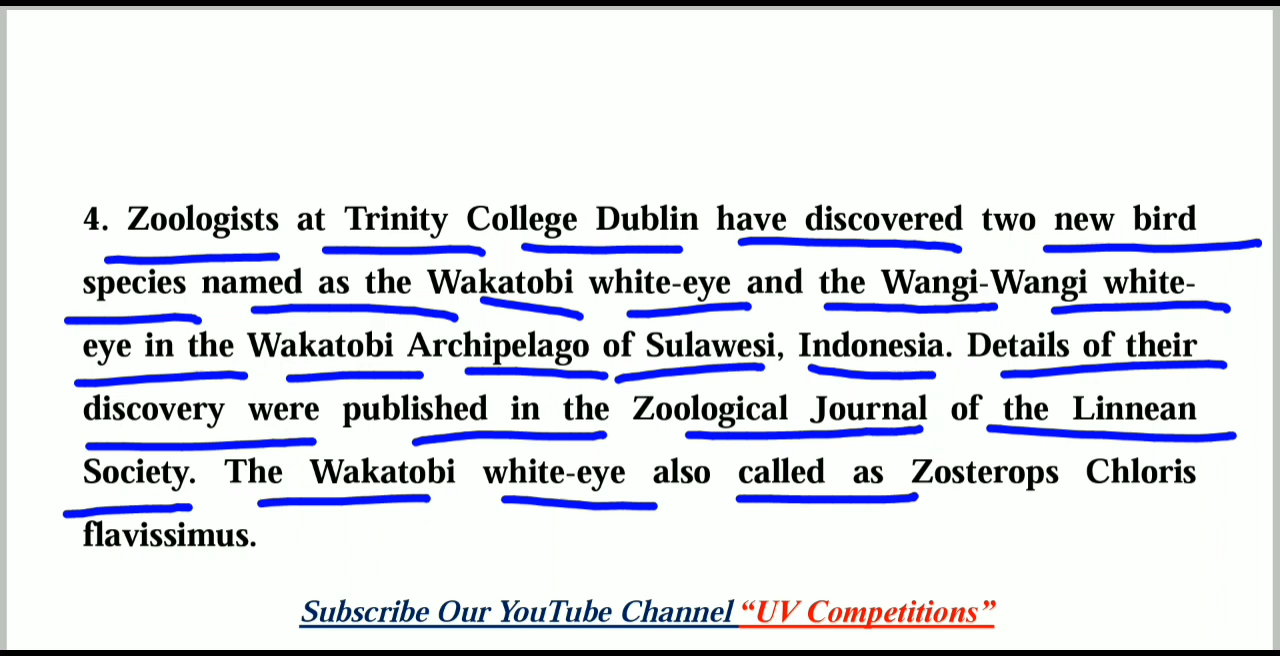 4. Zoologists at Trinity College Dublin have discovered two new bird
species named as the Wakatobi white-eye and the Wangi-Wangi white-
eye in the Wakatobi Archipelago of Sulawesi, Indonesia. Details of their
discovery were published in the Zoological Journal of the Linnean
Society. The Wakatobi white-eye also called as Zosterops Chloris
flavissimus.
Subscribe Our YouTube Channel “UV Competitions”